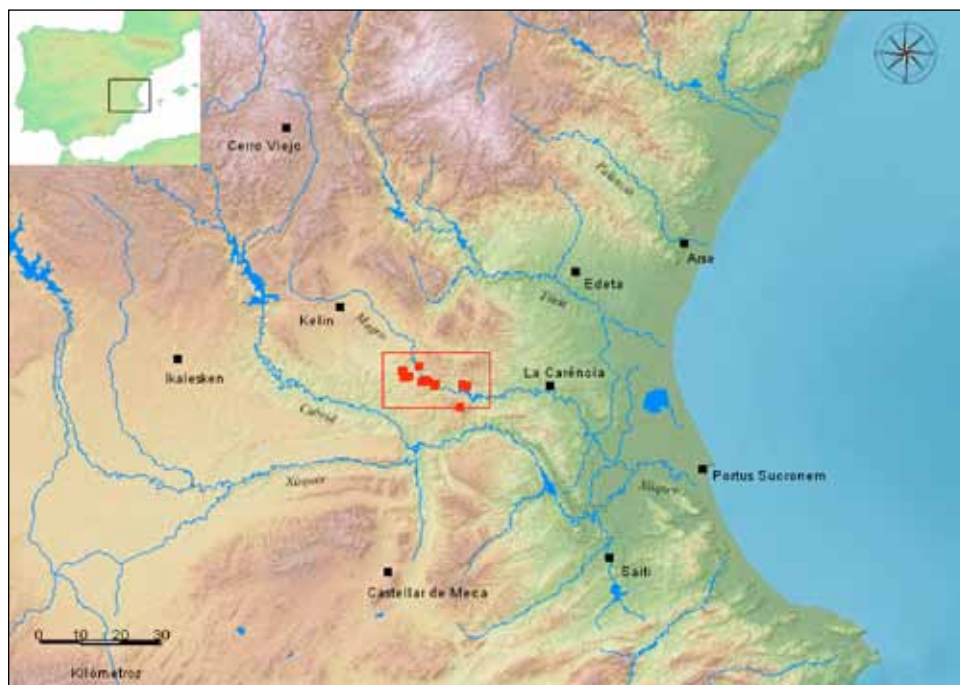 Cerro Viejo
Palancia
Arse
Edeta
Túria
Kelin
Magro
Ikalesken
La Carència
Cabriel
Portus Sucronem
Xúquer
Xúquer
Saiti
Castellar de Meca
0 10 20 30
Kilómetros